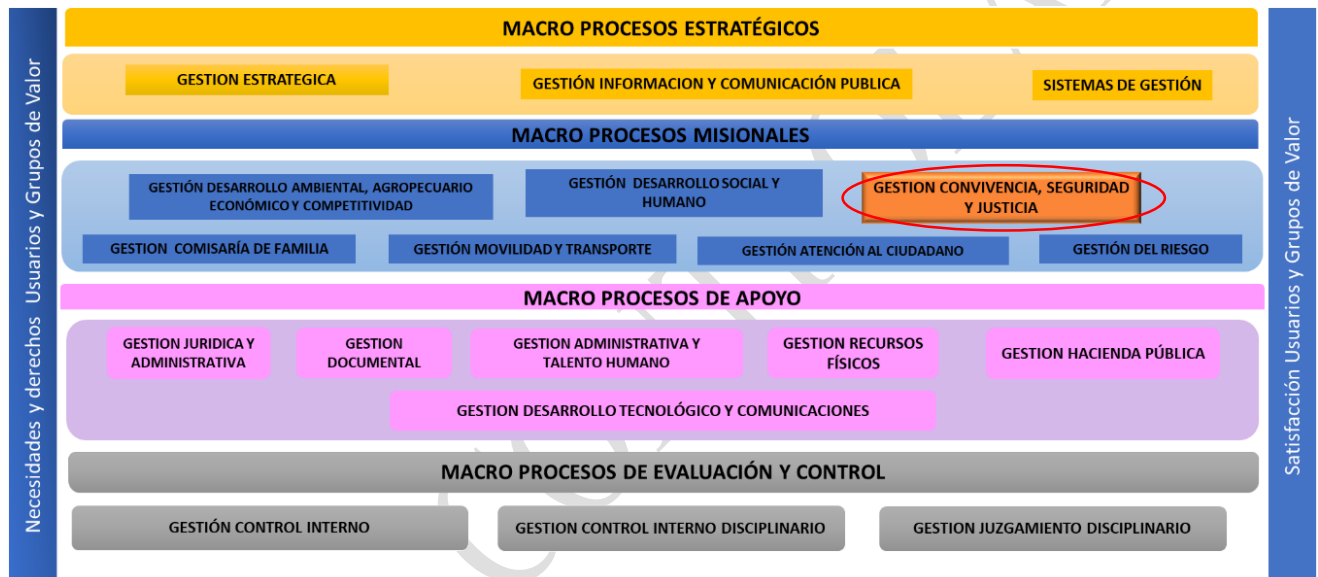 Necesidades y derechos Usuarios y Grupos de Valor
MACRO PROCESOS ESTRATÉGICOS
GESTION ESTRATEGICA
GESTIÓN INFORMACION Y COMUNICACIÓN PUBLICA
SISTEMAS DE GESTIÓN
MACRO PROCESOS MISIONALES
GESTIÓN DESARROLLO AMBIENTAL, AGROPECUARIO
ECONÓMICO Y COMPETITIVIDAD
GESTIÓN DESARROLLO SOCIAL Y
HUMANO
GESTION CONVIVENCIA, SEGURIDAD
Y JUSTICIA
GESTION COMISARÍA DE FAMILIA
GESTIÓN MOVILIDAD Y TRANSPORTE
GESTIÓN ATENCIÓN AL CIUDADANO
GESTIÓN DEL RIESGO
MACRO PROCESOS DE APOYO
GESTION JURIDICA Y
ADMINISTRATIVA
GESTION
DOCUMENTAL
GESTION ADMINISTRATIVA Y
TALENTO HUMANO
GESTION RECURSOS
FÍSICOS
GESTION HACIENDA PÚBLICA
GESTION DESARROLLO TECNOLÓGICO Y COMUNICACIONES
MACRO PROCESOS DE EVALUACIÓN Y CONTROL
GESTIÓN CONTROL INTERNO
GESTION CONTROL INTERNO DISCIPLINARIO
GESTION JUZGAMIENTO DISCIPLINARIO
Satisfacción Usuarios y Grupos de Valor